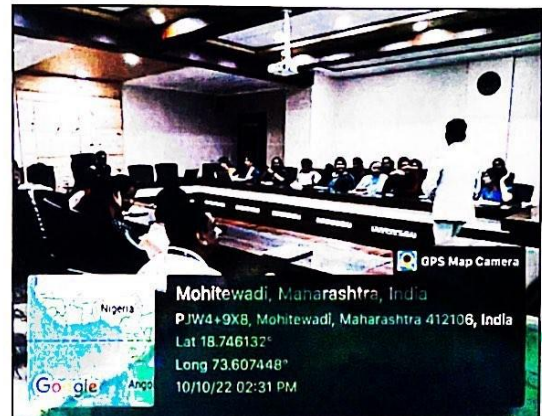 GPS Map Camera
Mohitewadi, Maharashtra, India
PJW4+9X8, Mohitewadi, Maharashtra 412106, India
Lat 18.746132°
Long 73.607448°
10/10/22 02:31 PM
Nigeria
Ango
Google